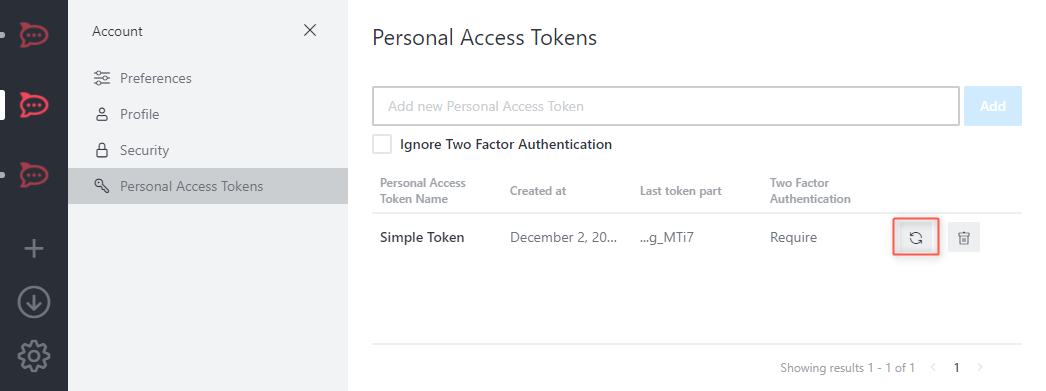 Account
Preferences
Profile
Security
Personal Access Tokens
Personal Access Tokens
Add new Personal Access Token
Add
Ignore Two Factor Authentication
Personal Access Token Name
Created at
Last token part
Two Factor Authentication
Simple Token
December 2, 20...
...g_MTi7
Require
Showing results 1 - 1 of 1
1